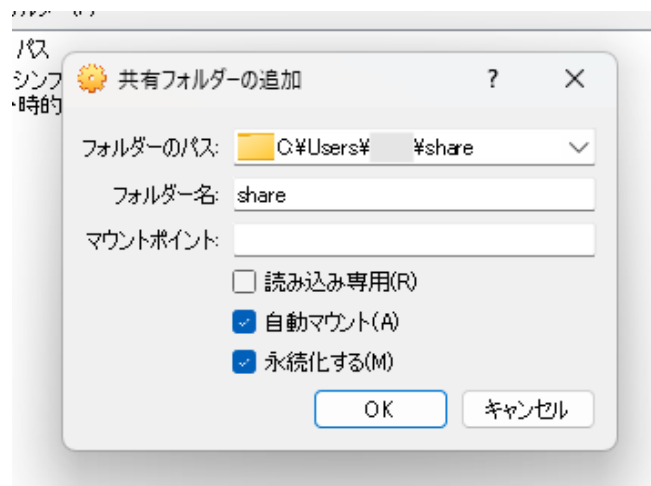 パス
シンフ
時的
共有フォルダーの追加 ? ×
フォルダーのパス: C:¥Users¥ ¥share
フォルダー名: share
マウントポイント:
読み込み専用(R)
自動マウント(A)
永続化する(M)
OK キャンセル